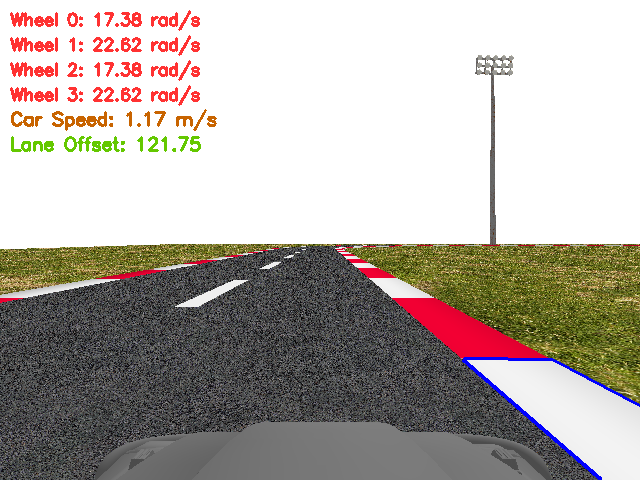 Wheel 0: 17.38 rad/s
Wheel 1: 22.62 rad/s
Wheel 2: 17.38 rad/s
Wheel 3: 22.62 rad/s
Car Speed: 1.17 m/s
Lane Offset: 121.75